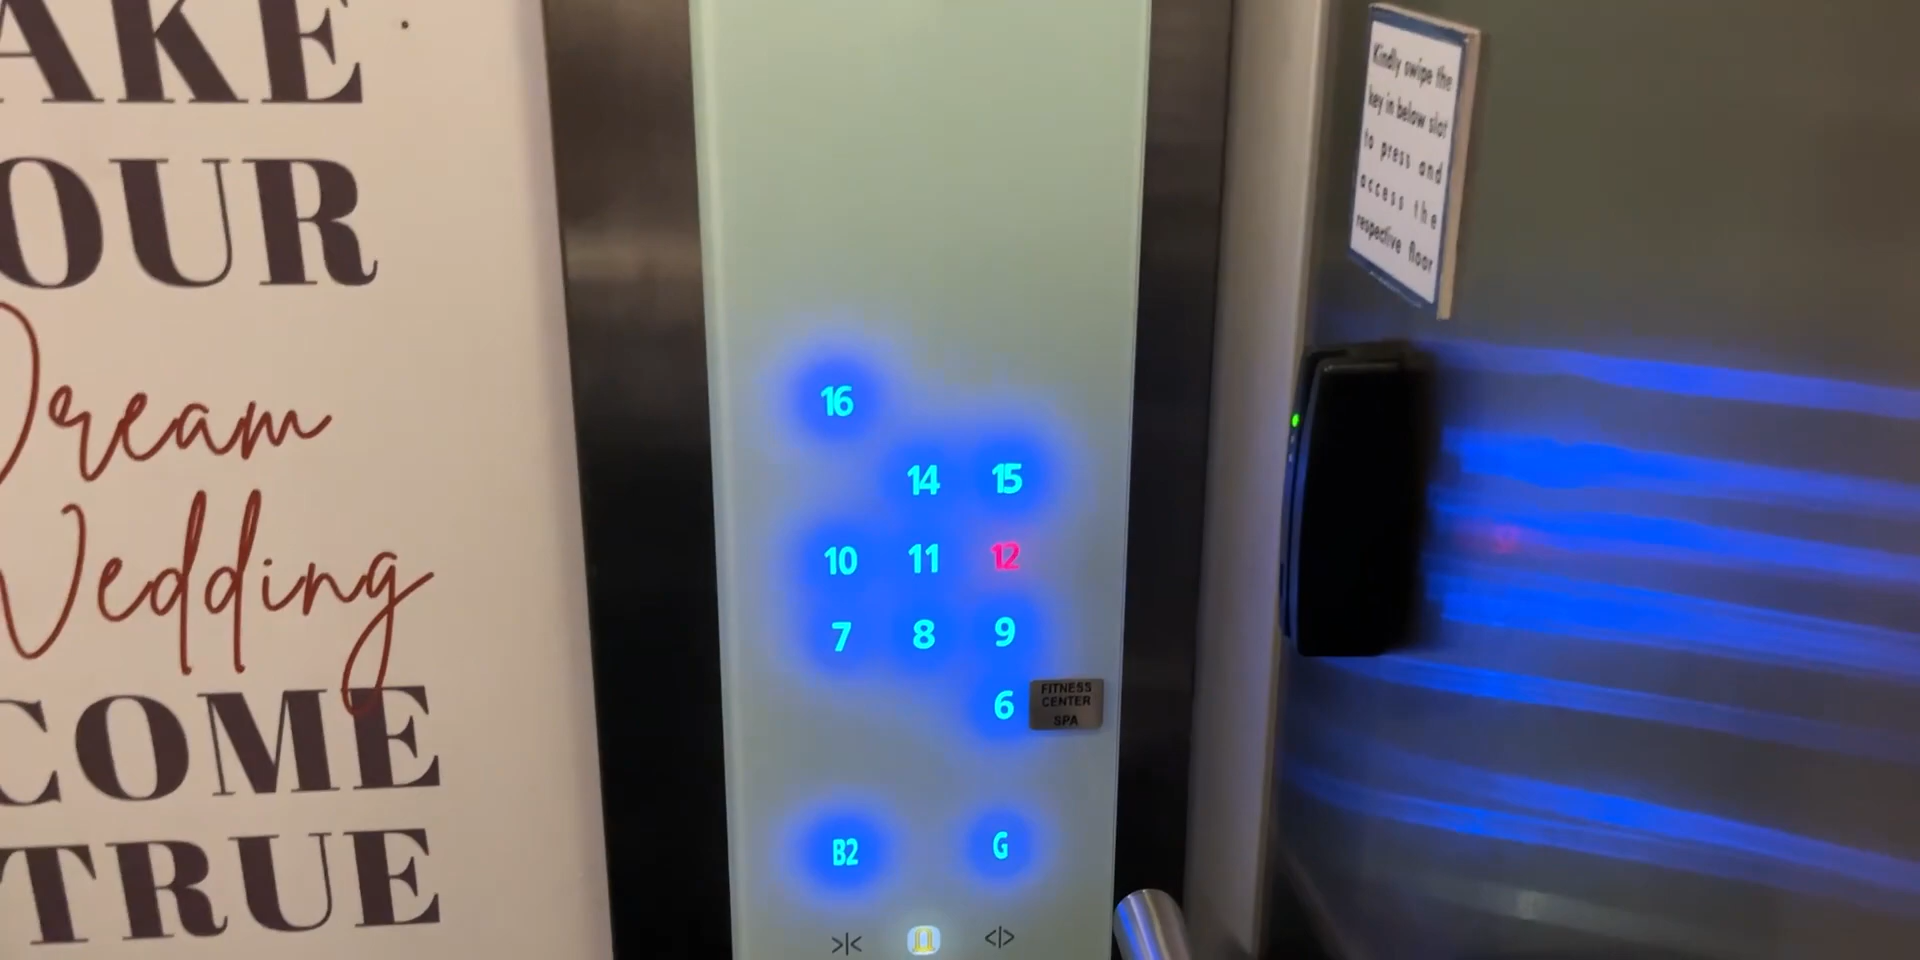 AKE
OUR
Dream
Wedding
COME
TRUE
16
14 15
10 11 12
7 8 9
6
FITNESS
CENTER
SPA
B2 G
>|< <|>
Kindly swipe the
key in below slot
to press and
access the
respective floor